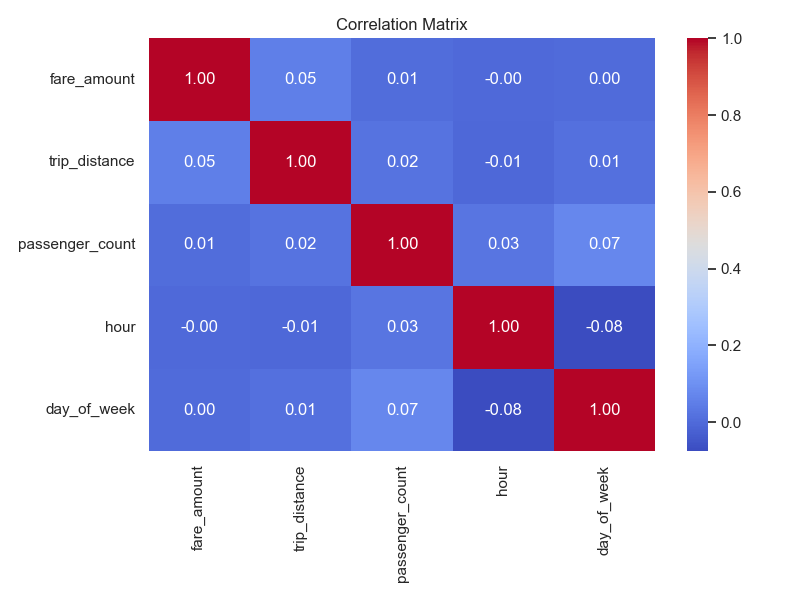 Correlation Matrix
fare_amount 1.00 0.05 0.01 -0.00 0.00
trip_distance 0.05 1.00 0.02 -0.01 0.01
passenger_count 0.01 0.02 1.00 0.03 0.07
hour -0.00 -0.01 0.03 1.00 -0.08
day_of_week 0.00 0.01 0.07 -0.08 1.00
fare_amount
trip_distance
passenger_count
hour
day_of_week
1.0
0.8
0.6
0.4
0.2
0.0